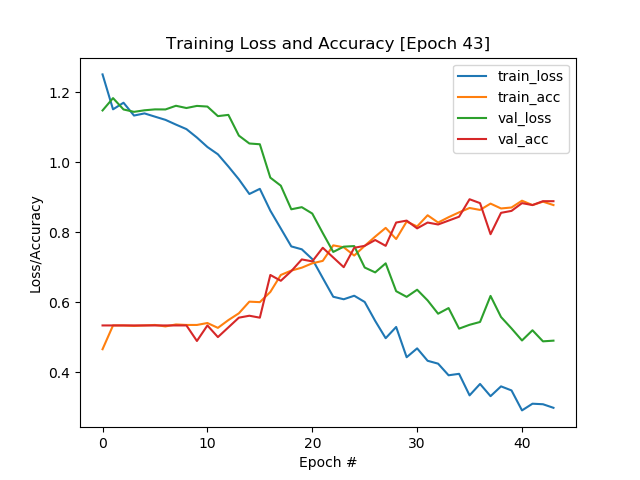 Training Loss and Accuracy [Epoch 43]
train_loss
train_acc
val_loss
val_acc
1.2
1.0
0.8
0.6
0.4
Loss/Accuracy
0
10
20
30
40
Epoch #